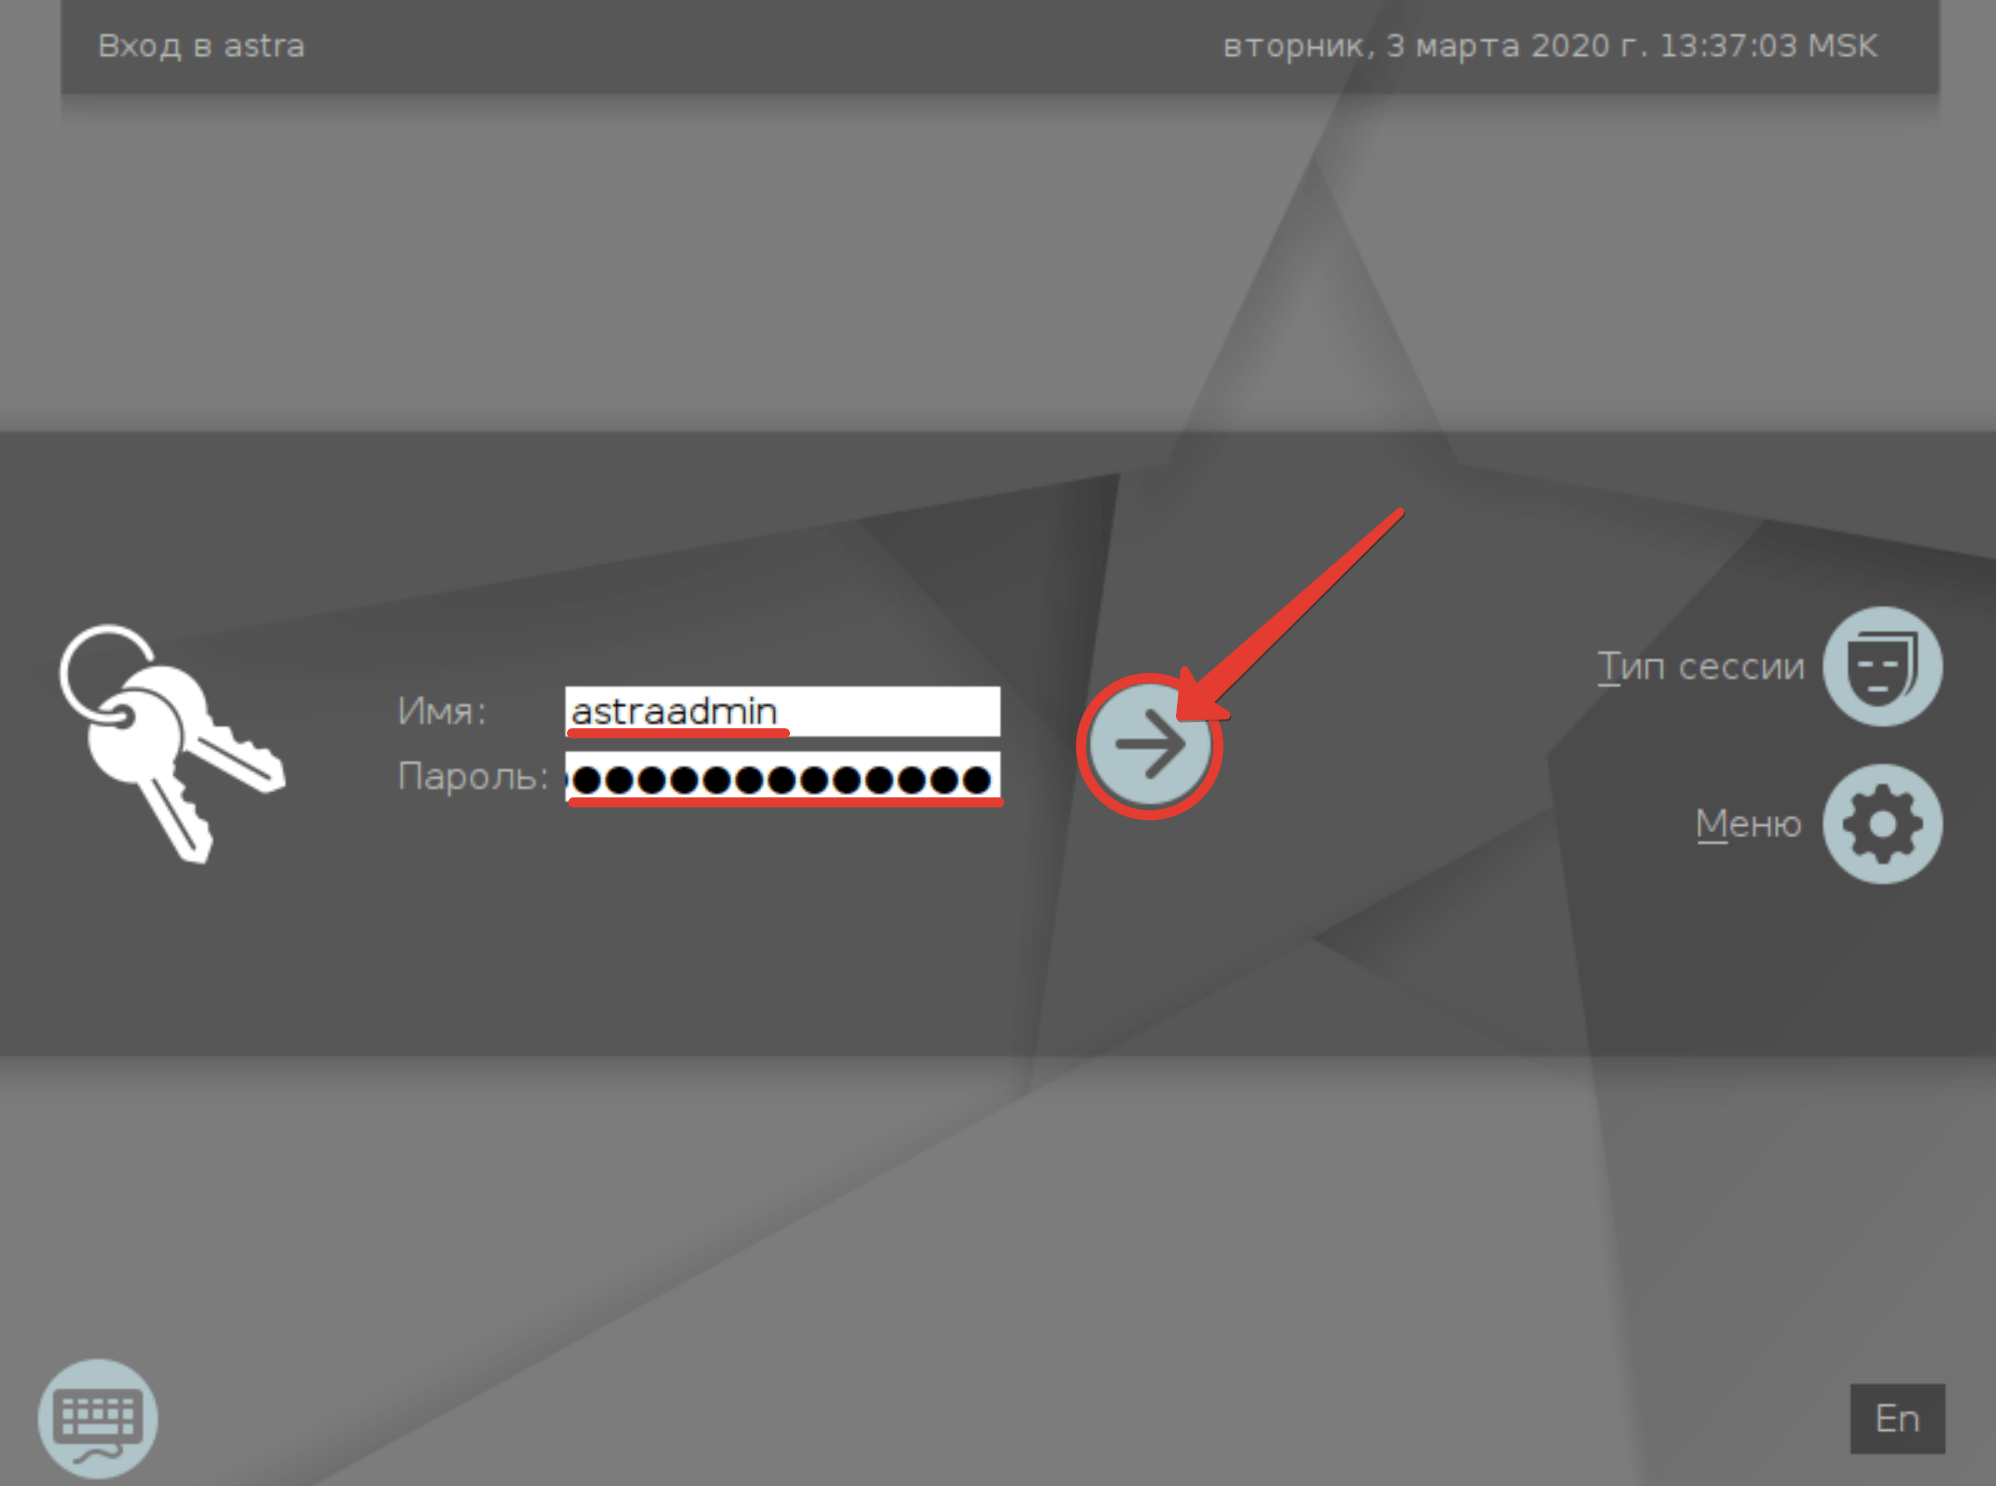 Вход в astra
вторник, 3 марта 2020 г. 13:37:03 MSK
Имя: astraadmin
Пароль: ●●●●●●●●●●●●●
Тип сессии
Меню
En